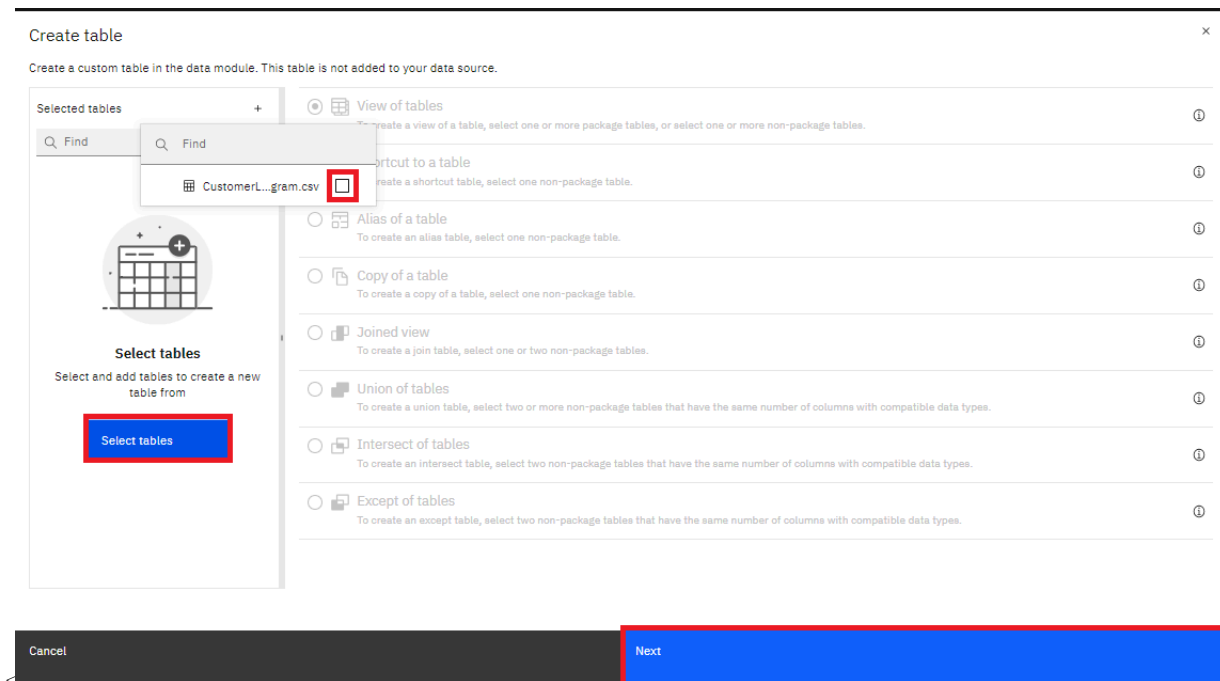 Create table
Create a custom table in the data module. This table is not added to your data source.
Selected tables
Find
Find
CustomerL...gram.csv
Select tables
Select and add tables to create a new
table from
Select tables
View of tables
create a view of a table, select one or more package tables, or select one or more non-package tables.
to a table
create a shortcut table, select one non-package table.
Alias of a table
To create an alias table, select one non-package table.
Copy of a table
To create a copy of a table, select one non-package table.
Joined view
To create a join table, select one or two non-package tables.
Union of tables
To create a union table, select two or more non-package tables that have the same number of columns with compatible data types.
Intersect of tables
To create an intersect table, select two non-package tables that have the same number of columns with compatible data types.
Except of tables
To create an except table, select two non-package tables that have the same number of columns with compatible data types.
Cancel
Next